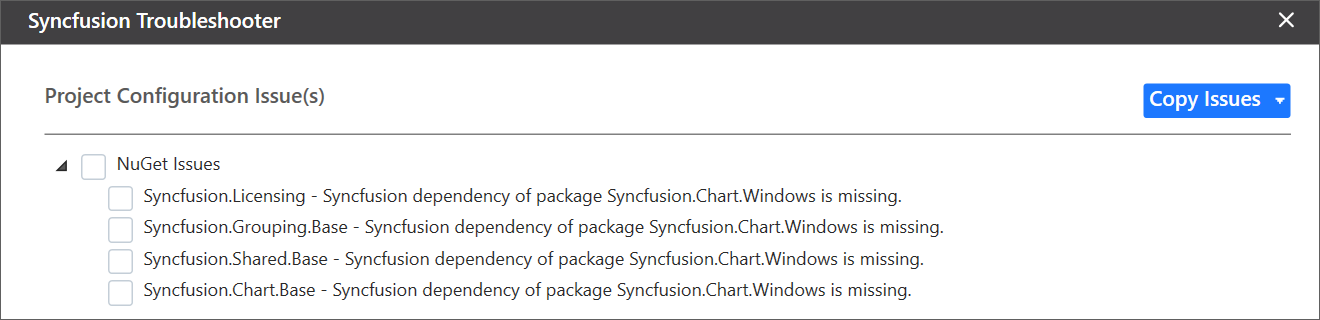 Syncfusion Troubleshooter
Project Configuration Issue(s)
Copy Issues
NuGet Issues
Syncfusion.Licensing - Syncfusion dependency of package Syncfusion.Chart.Windows is missing.
Syncfusion.Grouping.Base - Syncfusion dependency of package Syncfusion.Chart.Windows is missing.
Syncfusion.Shared.Base - Syncfusion dependency of package Syncfusion.Chart.Windows is missing.
Syncfusion.Chart.Base - Syncfusion dependency of package Syncfusion.Chart.Windows is missing.